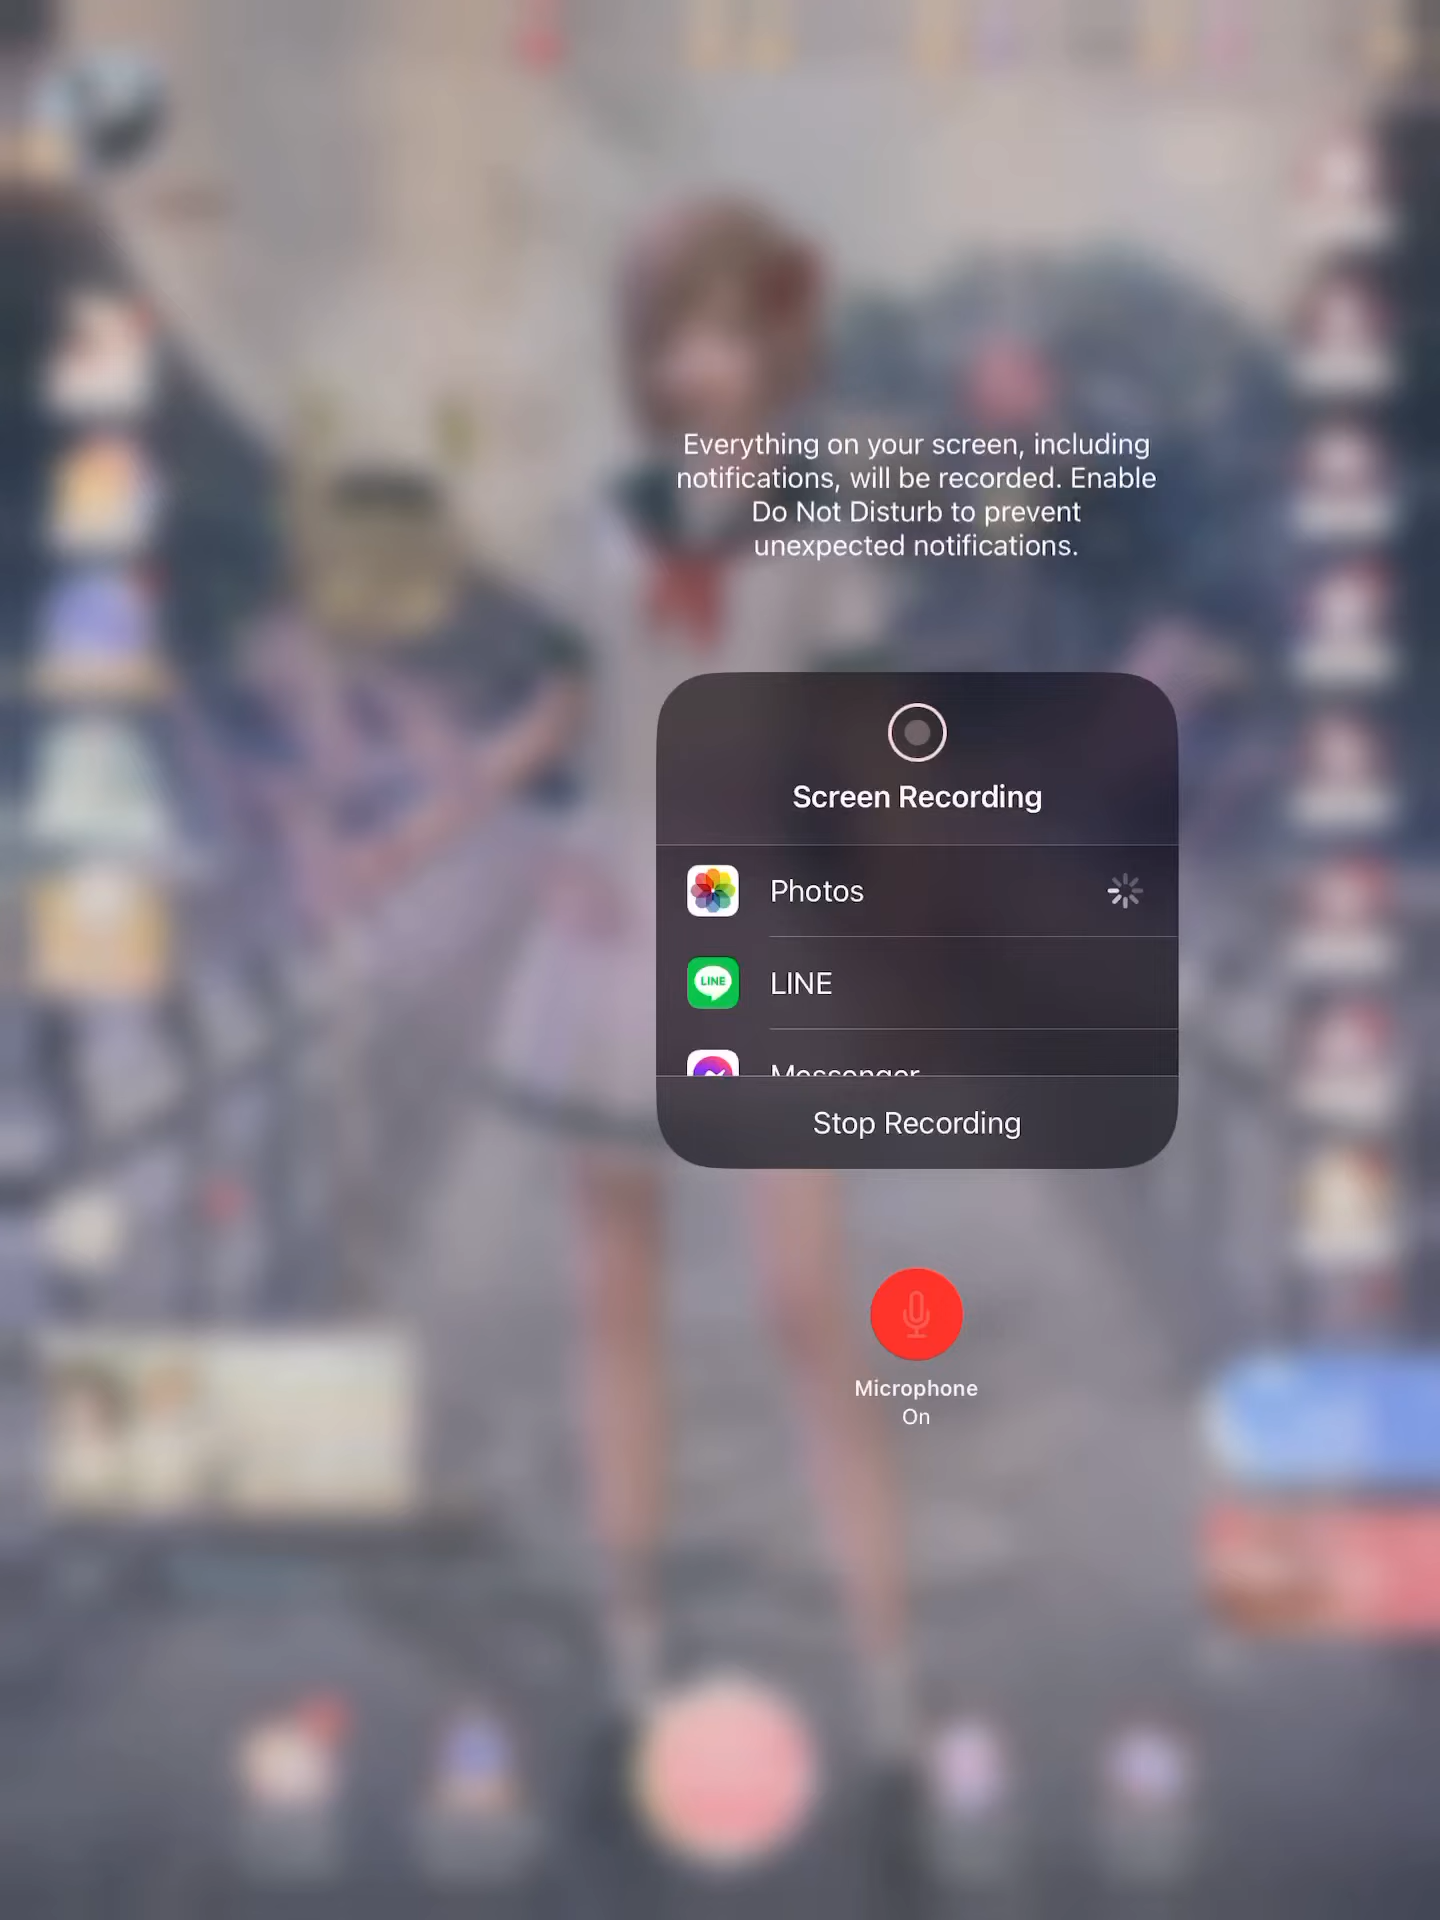 Everything on your screen, including
notifications, will be recorded. Enable
Do Not Disturb to prevent
unexpected notifications.
Screen Recording
Photos
LINE
LINE
Messenger
Stop Recording
Microphone
On